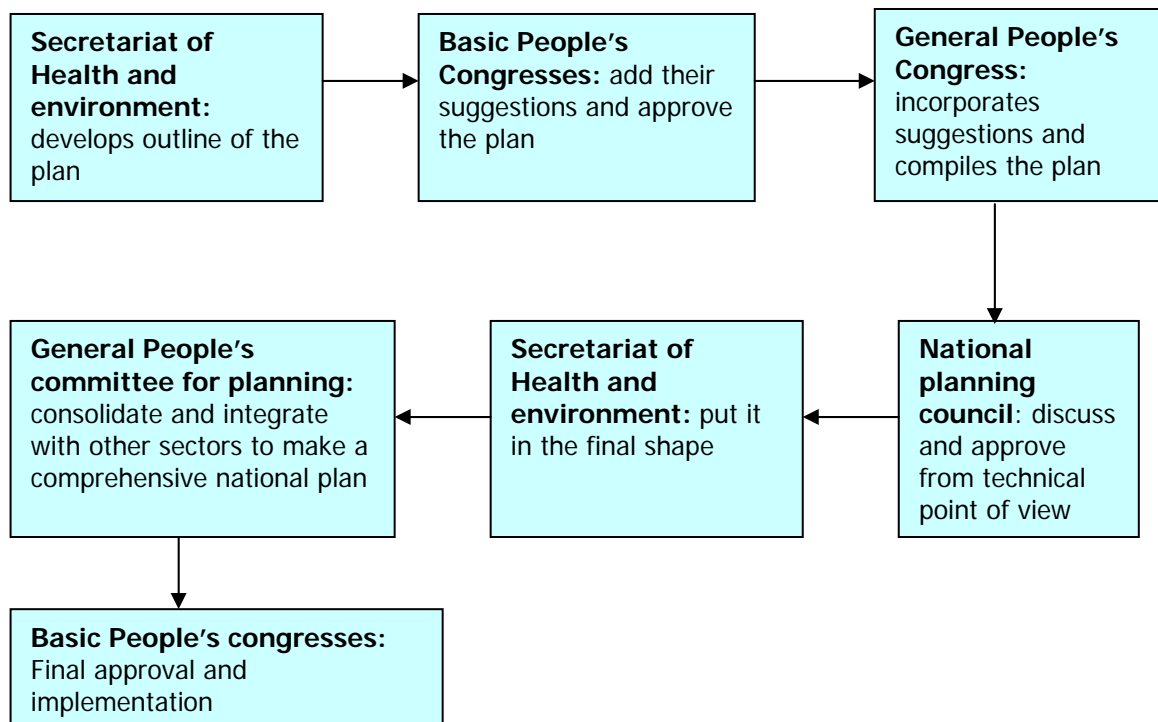 Secretariat of
Health and
environment:
develops outline of the
plan
Basic People's
Congresses: add their
suggestions and approve
the plan
General People's
Congress:
incorporates
suggestions and
compiles the plan
National
planning
council: discuss
and approve
from technical
point of view
Secretariat of
Health and
environment: put it
in the final shape
General People's
committee for planning:
consolidate and integrate
with other sectors to make a
comprehensive national plan
Basic People's congresses:
Final approval and
implementation